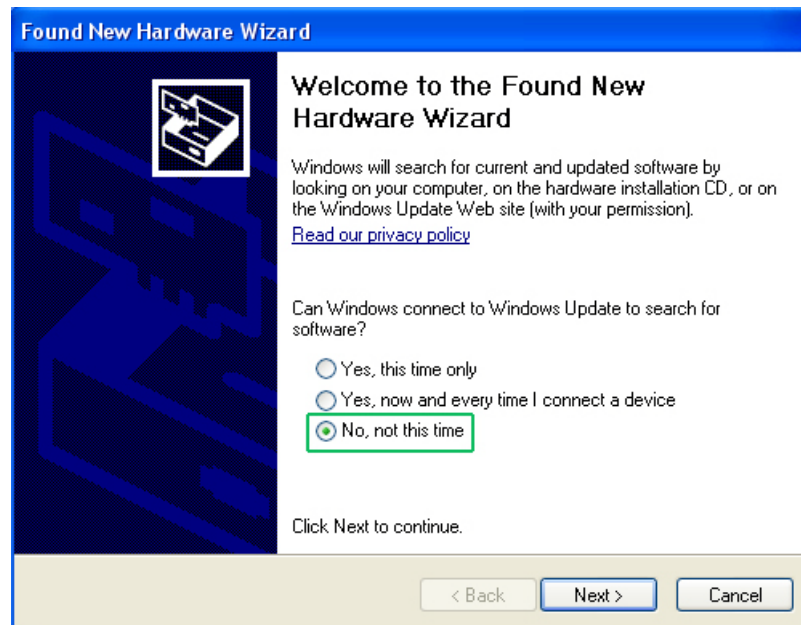 Found New Hardware Wizard
Welcome to the Found New
Hardware Wizard
Windows will search for current and updated software by
looking on your computer, on the hardware installation CD, or on
the Windows Update Web site (with your permission).
Read our privacy policy
Can Windows connect to Windows Update to search for
software?
Yes, this time only
Yes, now and every time I connect a device
No, not this time
Click Next to continue.
< Back
Next >
Cancel